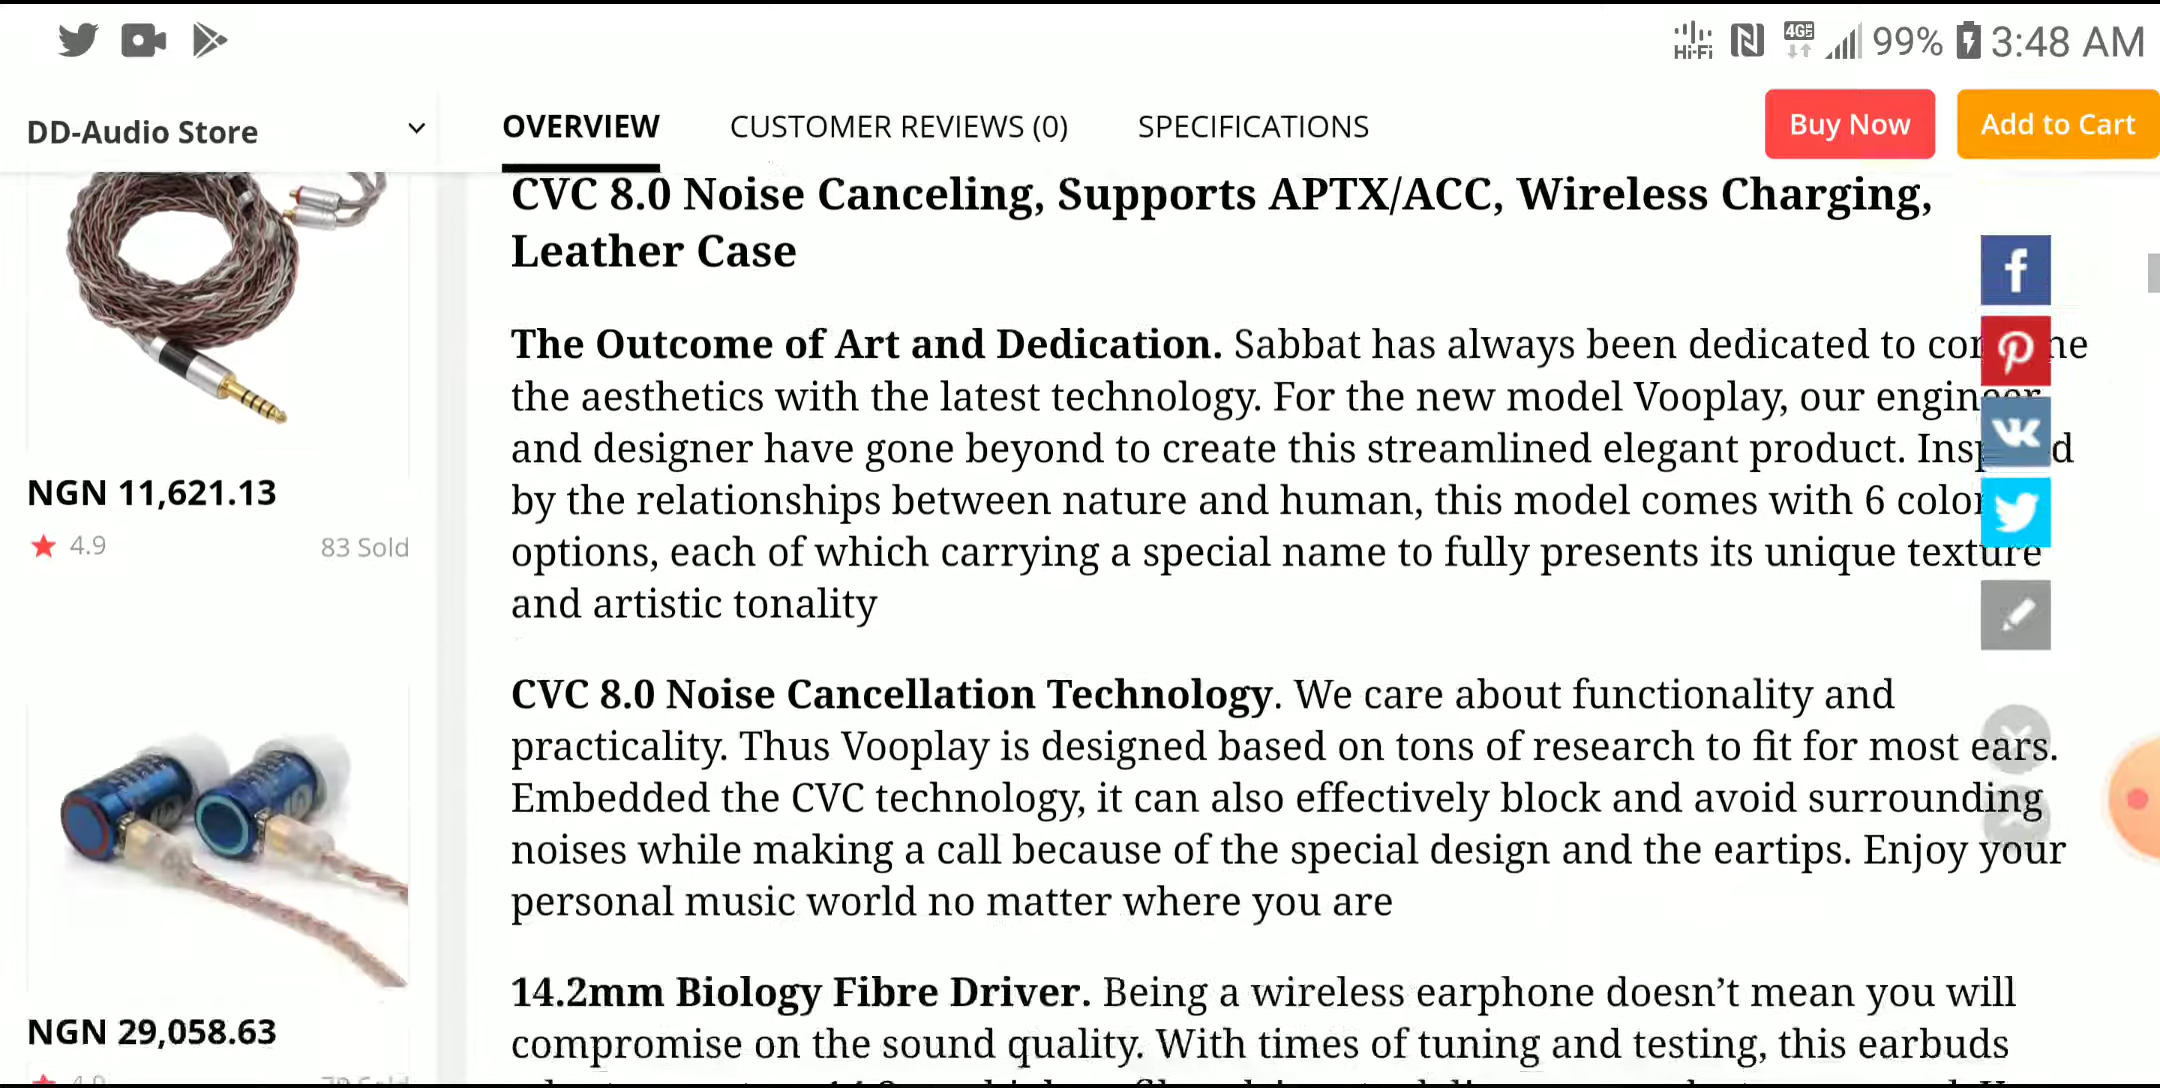 Hi-Fi 4GE 99% 3:48 AM
DD-Audio Store
OVERVIEW CUSTOMER REVIEWS (0) SPECIFICATIONS
Buy Now Add to Cart
NGN 11,621.13
4.9 83 Sold
NGN 29,058.63
CVC 8.0 Noise Canceling, Supports APTX/ACC, Wireless Charging,
Leather Case
The Outcome of Art and Dedication. Sabbat has always been dedicated to
the aesthetics with the latest technology. For the new model Vooplay, our engineer
and designer have gone beyond to create this streamlined elegant product.
by the relationships between nature and human, this model comes with 6 color
options, each of which carrying a special name to fully presents its unique texture
and artistic tonality
CVC 8.0 Noise Cancellation Technology. We care about functionality and
practicality. Thus Vooplay is designed based on tons of research to fit for most ears.
Embedded the CVC technology, it can also effectively block and avoid surrounding
noises while making a call because of the special design and the eartips. Enjoy your
personal music world no matter where you are
14.2mm Biology Fibre Driver. Being a wireless earphone doesn't mean you will
compromise on the sound quality. With times of tuning and testing, this earbuds